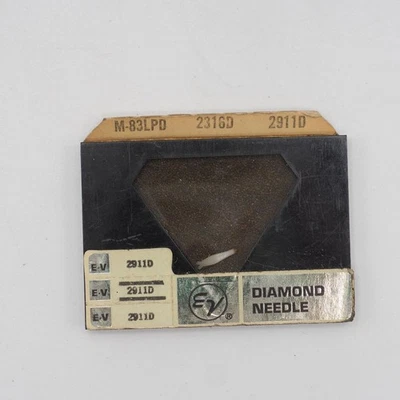 M-83LPD 2316D 2911D
E-V 2911D
E-V 2911D
E-V 2911D
EV ®
DIAMOND
NEEDLE